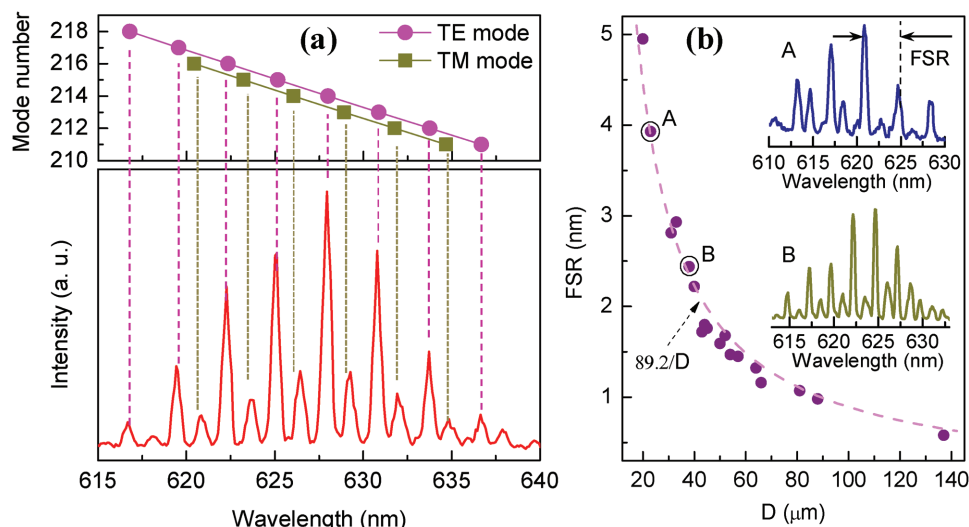 (a)
TE mode
TM mode
Mode number
218
216
214
212
210
Intensity (a. u.)
615 620 625 630 635 640
Wavelength (nm)
(b)
FSR (nm)
5
4
3
2
1
20 40 60 80 100 120 140
D (μm)
A
B
89.2/D
A
FSR
610 615 620 625 630
Wavelength (nm)
B
615 620 625 630
Wavelength (nm)